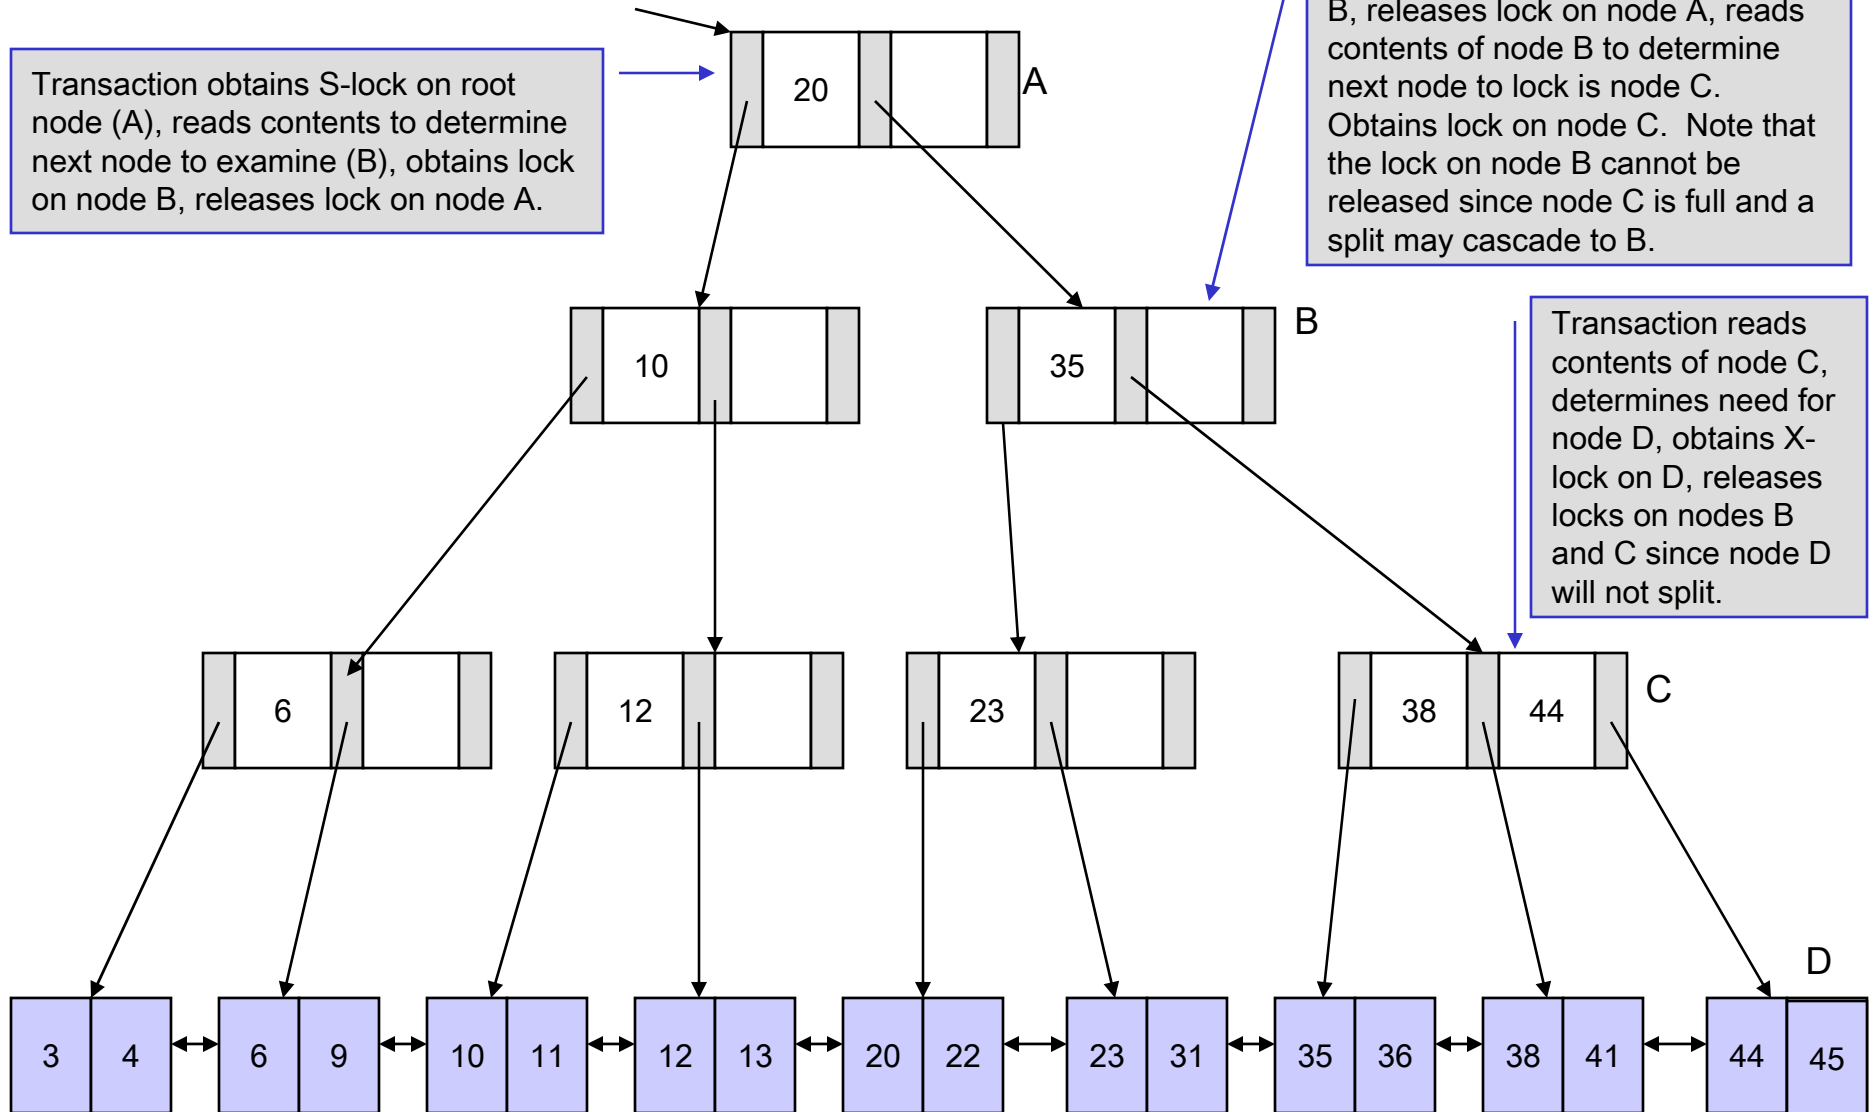 Transaction obtains S-lock on root
node (A), reads contents to determine
next node to examine (B), obtains lock
on node B, releases lock on node A.
20
A
B, releases lock on node A, reads
contents of node B to determine
next node to lock is node C.
Obtains lock on node C. Note that
the lock on node B cannot be
released since node C is full and a
split may cascade to B.
10
35
B
Transaction reads
contents of node C,
determines need for
node D, obtains X-
lock on D, releases
locks on nodes B
and C since node D
will not split.
6
12
23
38 44
C
D
3 4 6 9 10 11 12 13 20 22 23 31 35 36 38 41 44 45